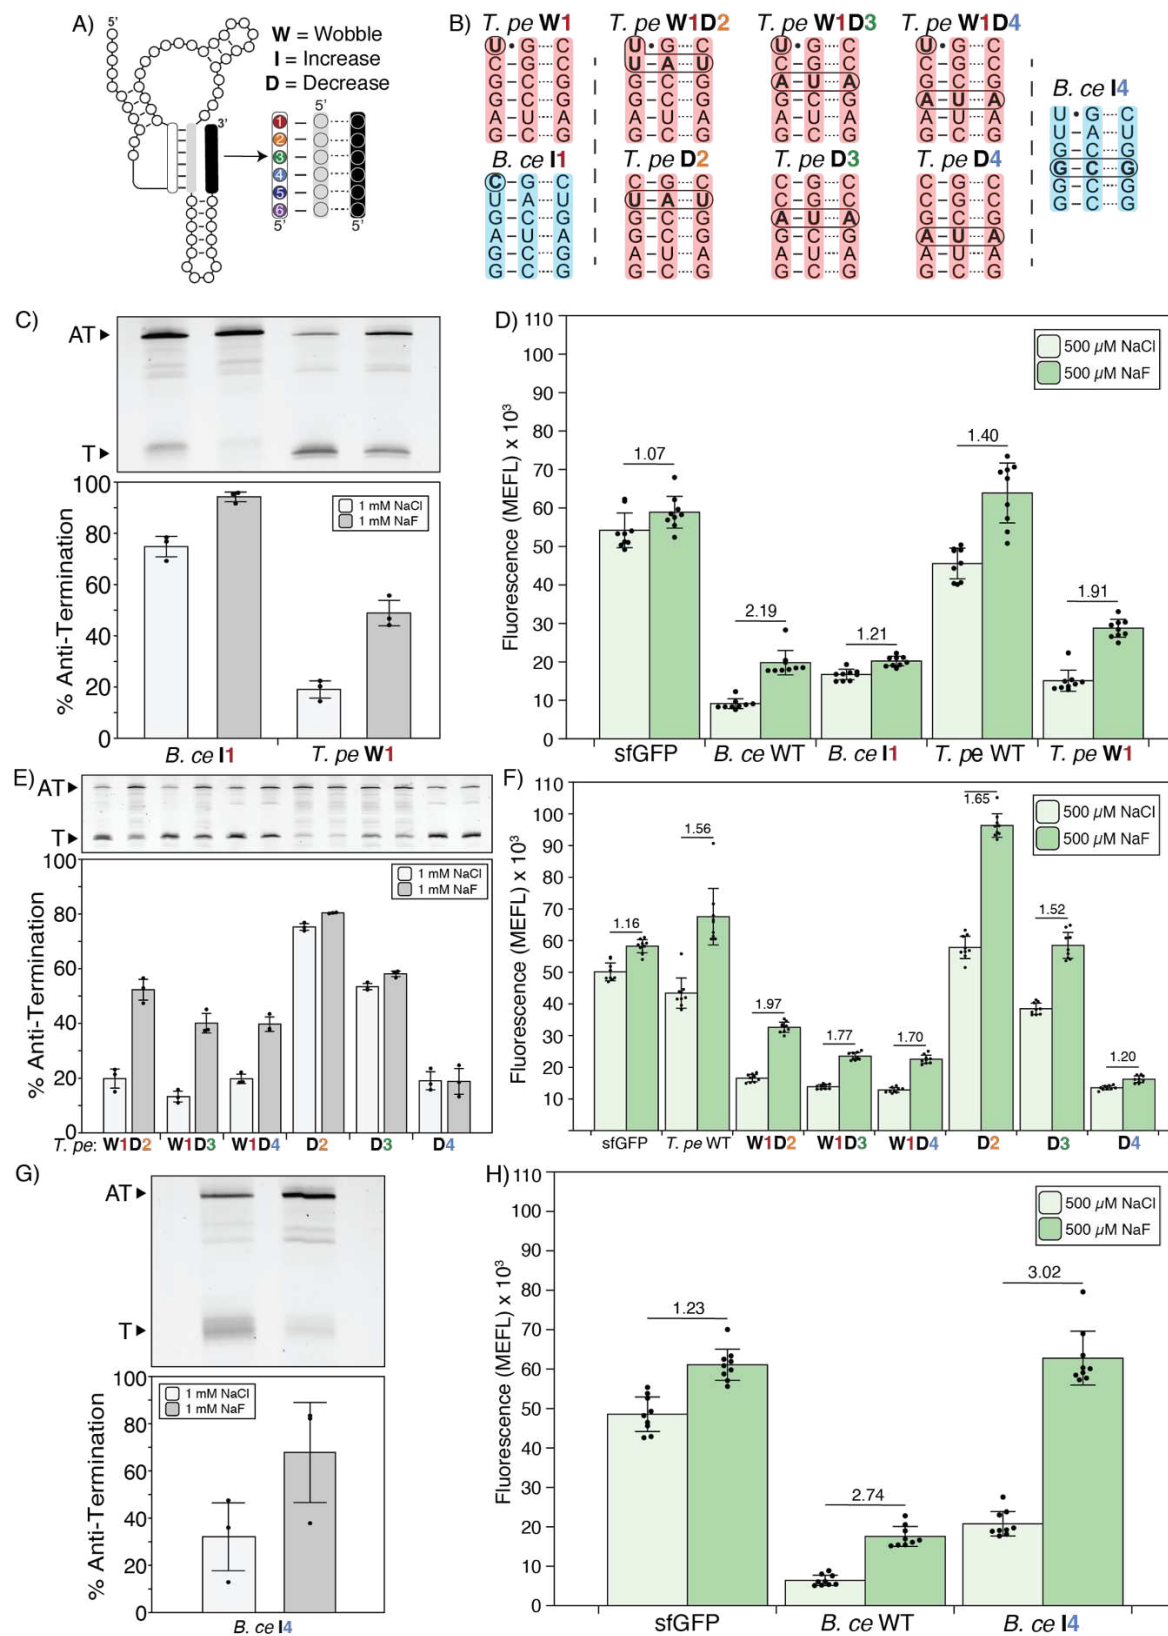 A)
5'
W = Wobble
I = Increase
D = Decrease
3'
5'
1
2
3
4
5
6
5'
5'
B)
T. pe W1
T. pe W1D2
T. pe W1D3
T. pe W1D4
U • G C
C G C
G C G
G C G
A U A
G C G
U • G C
U A U
G C G
G C G
A U A
G C G
U • G C
C G C
A U A
G C G
A U A
G C G
U • G C
C G C
G C G
A U A
A U A
G C G
B. ce I1
T. pe D2
T. pe D3
T. pe D4
C G C
U A U
G C G
A U A
G C G
G C G
C G C
U A U
G C G
G C G
A U A
G C G
C G C
C G C
A U A
G C G
A U A
G C G
C G C
C G C
G C G
A U A
A U A
G C G
B. ce I4
U • G C
U A U
G C G
G C G
G C G
G C G
C)
AT
T
% Anti-Termination
100
80
60
40
20
0
1 mM NaCl
1 mM NaF
B. ce I1
T. pe W1
D)
Fluorescence (MEFL) x 10³
110
100
90
80
70
60
50
40
30
20
10
0
500 µM NaCl
500 µM NaF
1.07
2.19
1.21
1.40
1.91
sfGFP
B. ce WT
B. ce I1
T. pe WT
T. pe W1
E)
AT
T
% Anti-Termination
100
80
60
40
20
0
1 mM NaCl
1 mM NaF
T. pe: W1D2 W1D3 W1D4 D2 D3 D4
F)
Fluorescence (MEFL) x 10³
110
100
90
80
70
60
50
40
30
20
10
500 µM NaCl
500 µM NaF
1.16
1.56
1.97
1.77
1.70
1.65
1.52
1.20
sfGFP
T. pe WT
W1D2
W1D3
W1D4
D2
D3
D4
G)
AT
T
% Anti-Termination
100
80
60
40
20
0
1 mM NaCl
1 mM NaF
B. ce I4
H)
Fluorescence (MEFL) x 10³
110
100
90
80
70
60
50
40
30
20
10
0
500 µM NaCl
500 µM NaF
1.23
2.74
3.02
sfGFP
B. ce WT
B. ce I4